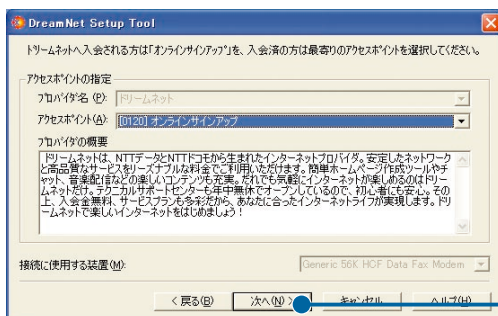 DreamNet Setup Tool
ドリームネットへ入会される方は「オンラインサインアップ」を、入会済の方は最寄りのアクセスポイントを選択してください。
アクセスポイントの指定
プロバイダ名 (P): ドリームネット
アクセスポイント(A): [0120] オンラインサインアップ
プロバイダの概要
ドリームネットは、NTTデータとNTTドコモから生まれたインターネットプロバイダ。安定したネットワーク
と高品質なサービスをリーズナブルな料金でご利用いただけます。簡単ホームページ作成ツールやチ
ャット、音楽配信などの楽しいコンテンツも充実。だれでも気軽にインターネットが楽しめるのはドリー
ムネットだけ。テクニカルサポートセンターも年中無休でオープンしているので、初心者にも安心。その
上、入会金無料、サービスプランも多彩だから、あなたに合ったインターネットライフが実現します。ドリ
ームネットで楽しいインターネットをはじめましょう！
接続に使用する装置(M): Generic 56K HCF Data Fax Modem
< 戻る(B) 次へ(N) > キャンセル ヘルプ(H)